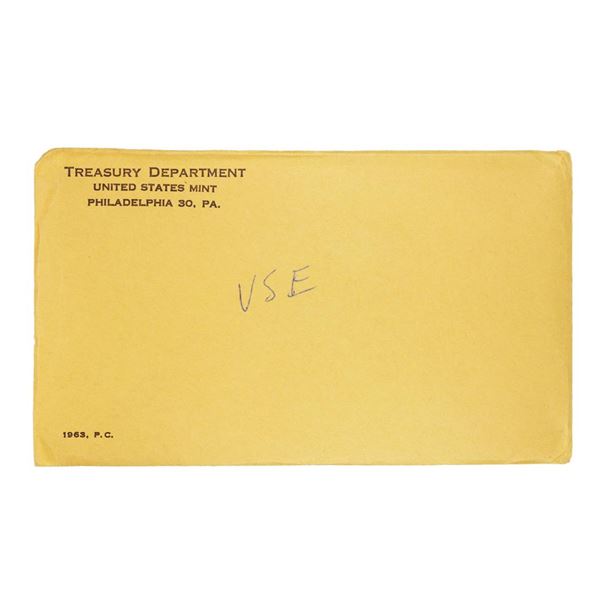 TREASURY DEPARTMENT
UNITED STATES MINT
PHILADELPHIA 30, PA.
VSE
1963, P.C.